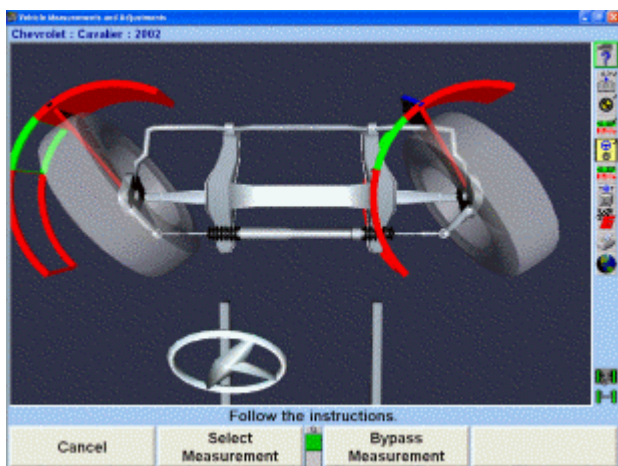 Vehicle Measurements and Adjustments
Chevrolet : Cavalier : 2002
Follow the instructions.
Cancel
Select
Measurement
Bypass
Measurement